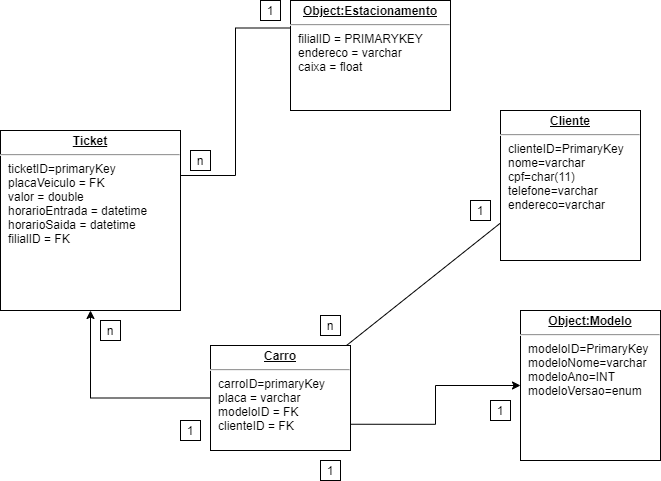 1
Object:Estacionamento
filialID = PRIMARYKEY
endereco = varchar
caixa = float
Ticket
ticketID=primaryKey
placaVeiculo = FK
valor = double
horarioEntrada = datetime
horarioSaida = datetime
filialID = FK
n
Cliente
clienteID=PrimaryKey
nome=varchar
cpf=char(11)
telefone=varchar
endereco=varchar
1
n
n
Carro
carroID=primaryKey
placa = varchar
modeloID = FK
clienteID = FK
1
1
Object:Modelo
modeloID=PrimaryKey
modeloNome=varchar
modeloAno=INT
modeloVersao=enum
1